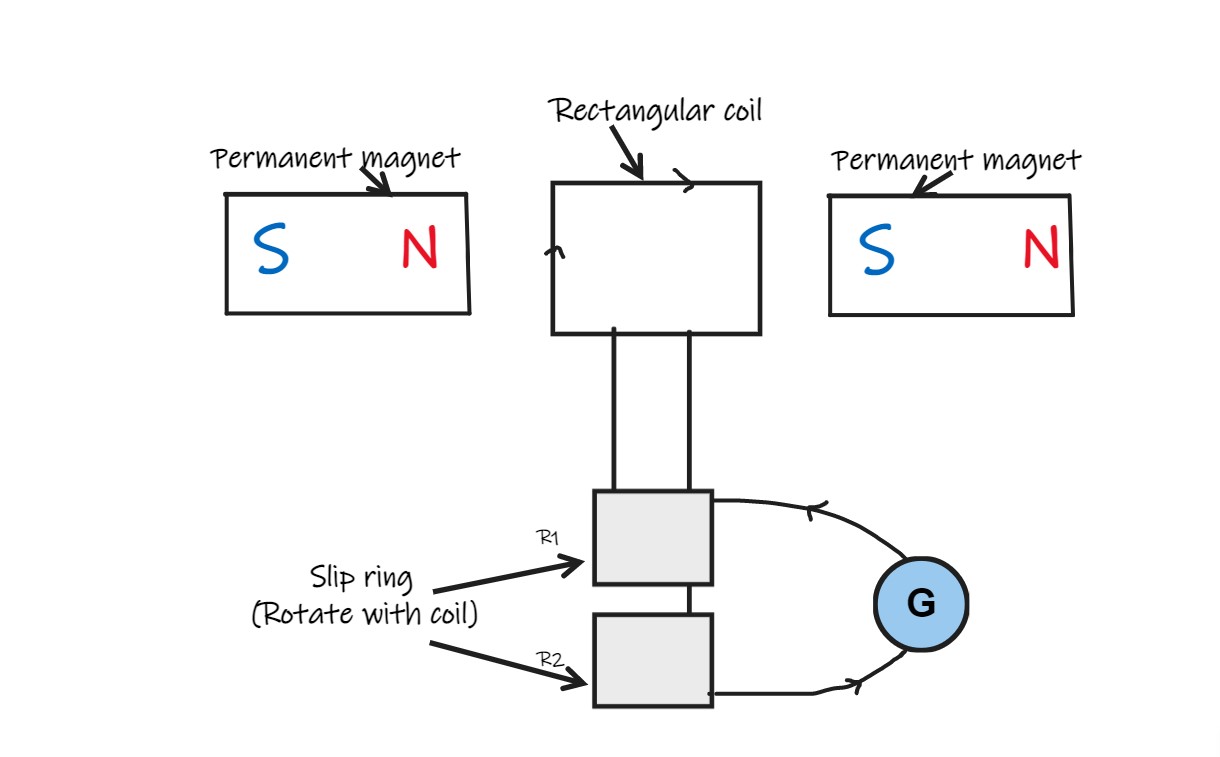 Rectangular coil
Permanent magnet
Permanent magnet
S N
S N
R1
Slip ring
(Rotate with coil)
R2
G